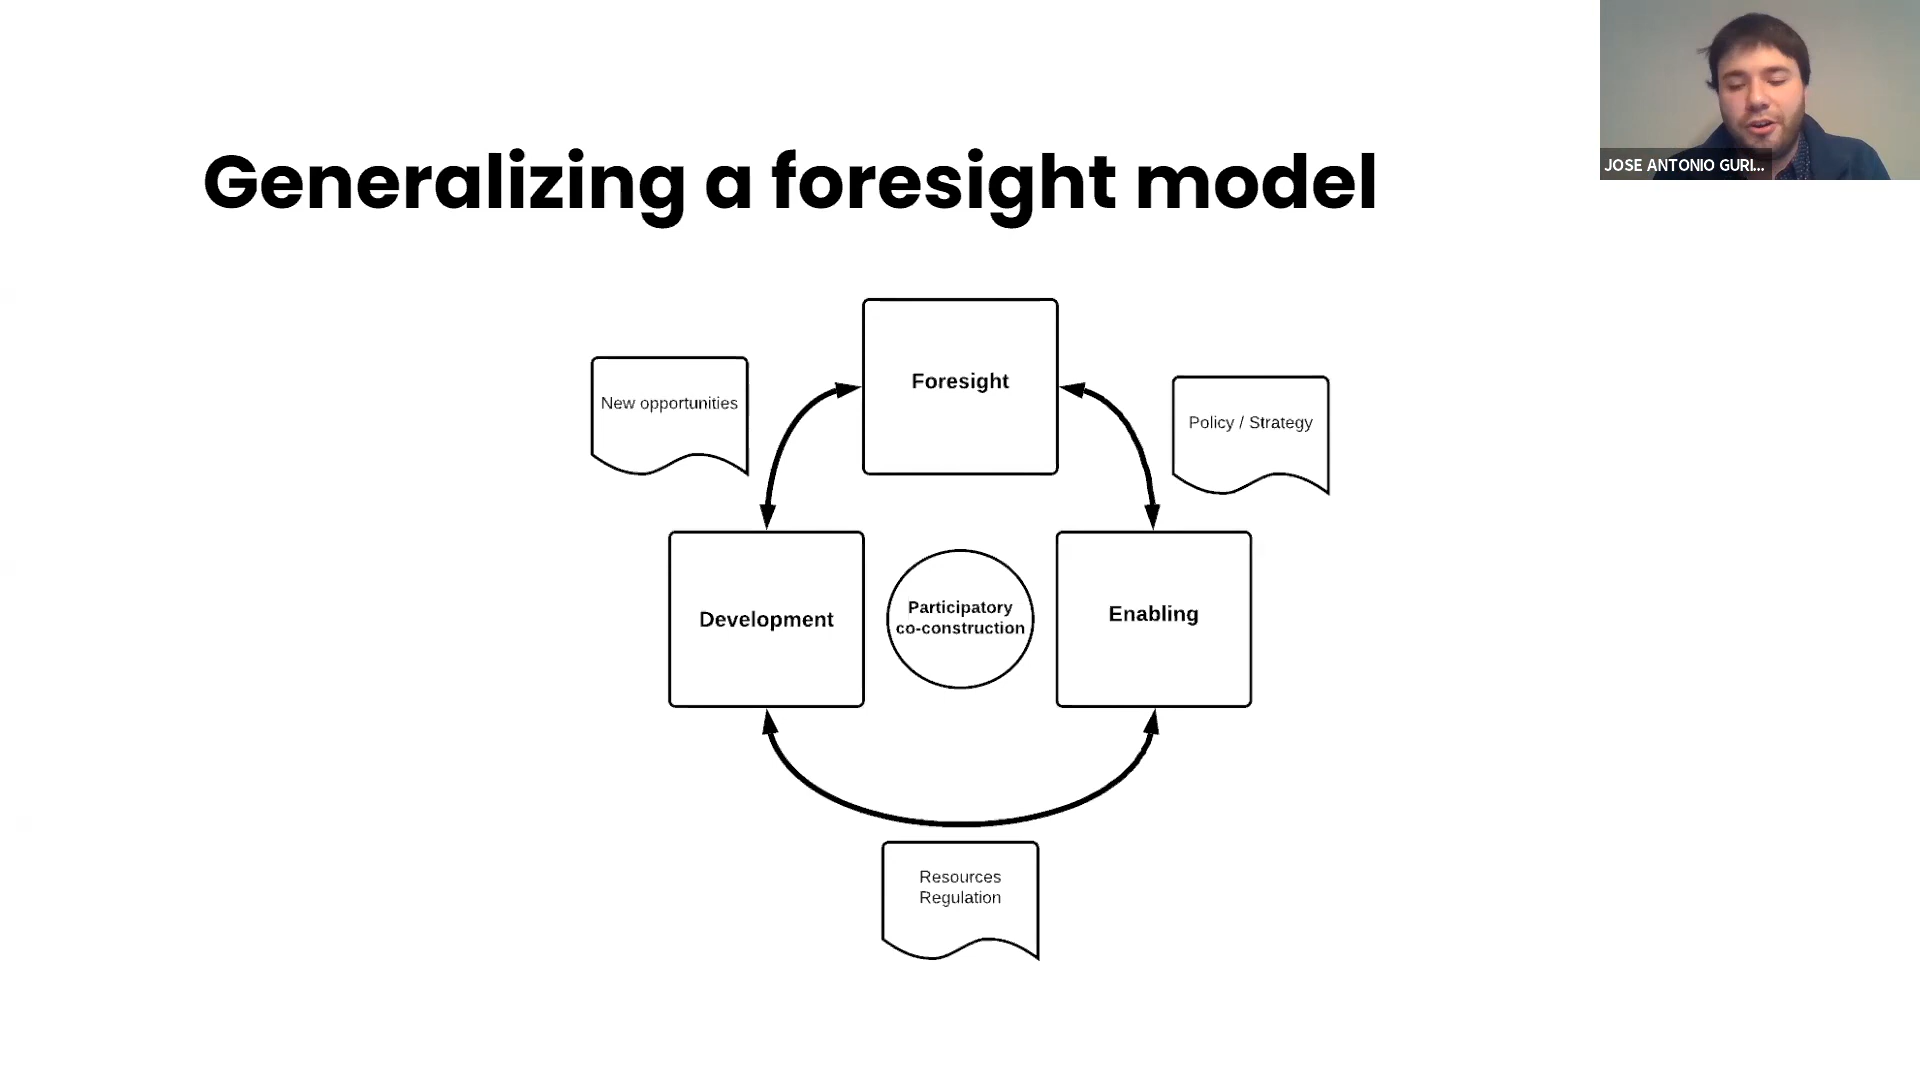 JOSE ANTONIO GURI...
Generalizing a foresight model
Foresight
New opportunities
Policy / Strategy
Development
Participatory
co-construction
Enabling
Resources
Regulation